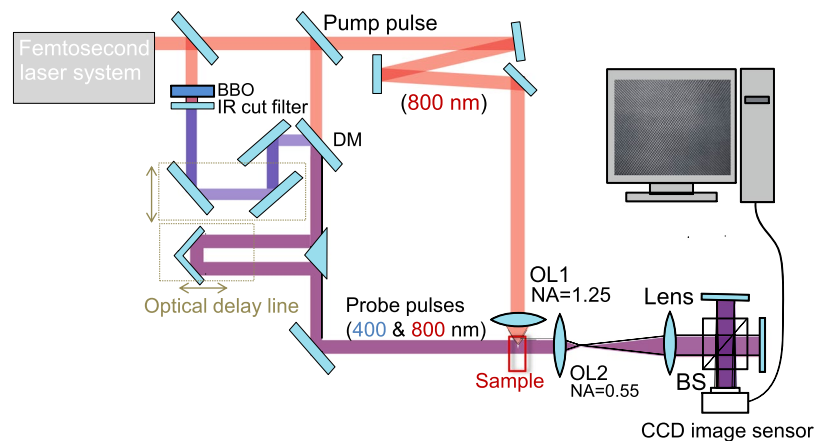 Femtosecond
laser system
Pump pulse
BBO
IR cut filter
(800 nm)
DM
Optical delay line
Probe pulses
(400 & 800 nm)
OL1
NA=1.25
Sample
OL2
NA=0.55
Lens
BS
CCD image sensor